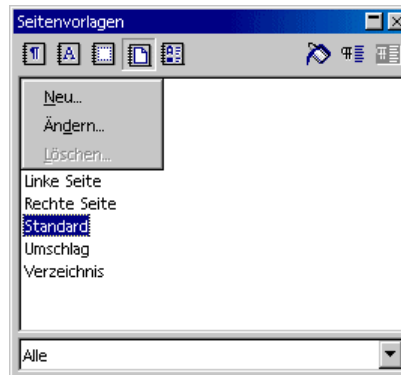 Seitenvorlagen
Neu...
Ändern...
Löschen...
Linke Seite
Rechte Seite
Standard
Umschlag
Verzeichnis
Alle